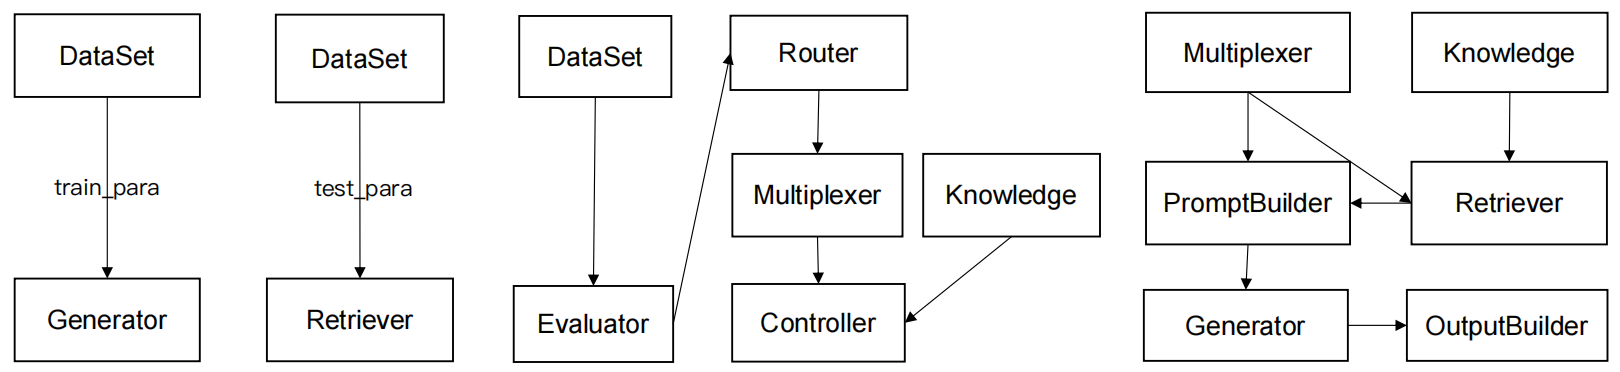 DataSet
train_para
Generator
DataSet
test_para
Retriever
DataSet
Evaluator
Router
Multiplexer
Knowledge
Controller
Multiplexer
Knowledge
PromptBuilder
Retriever
Generator
OutputBuilder